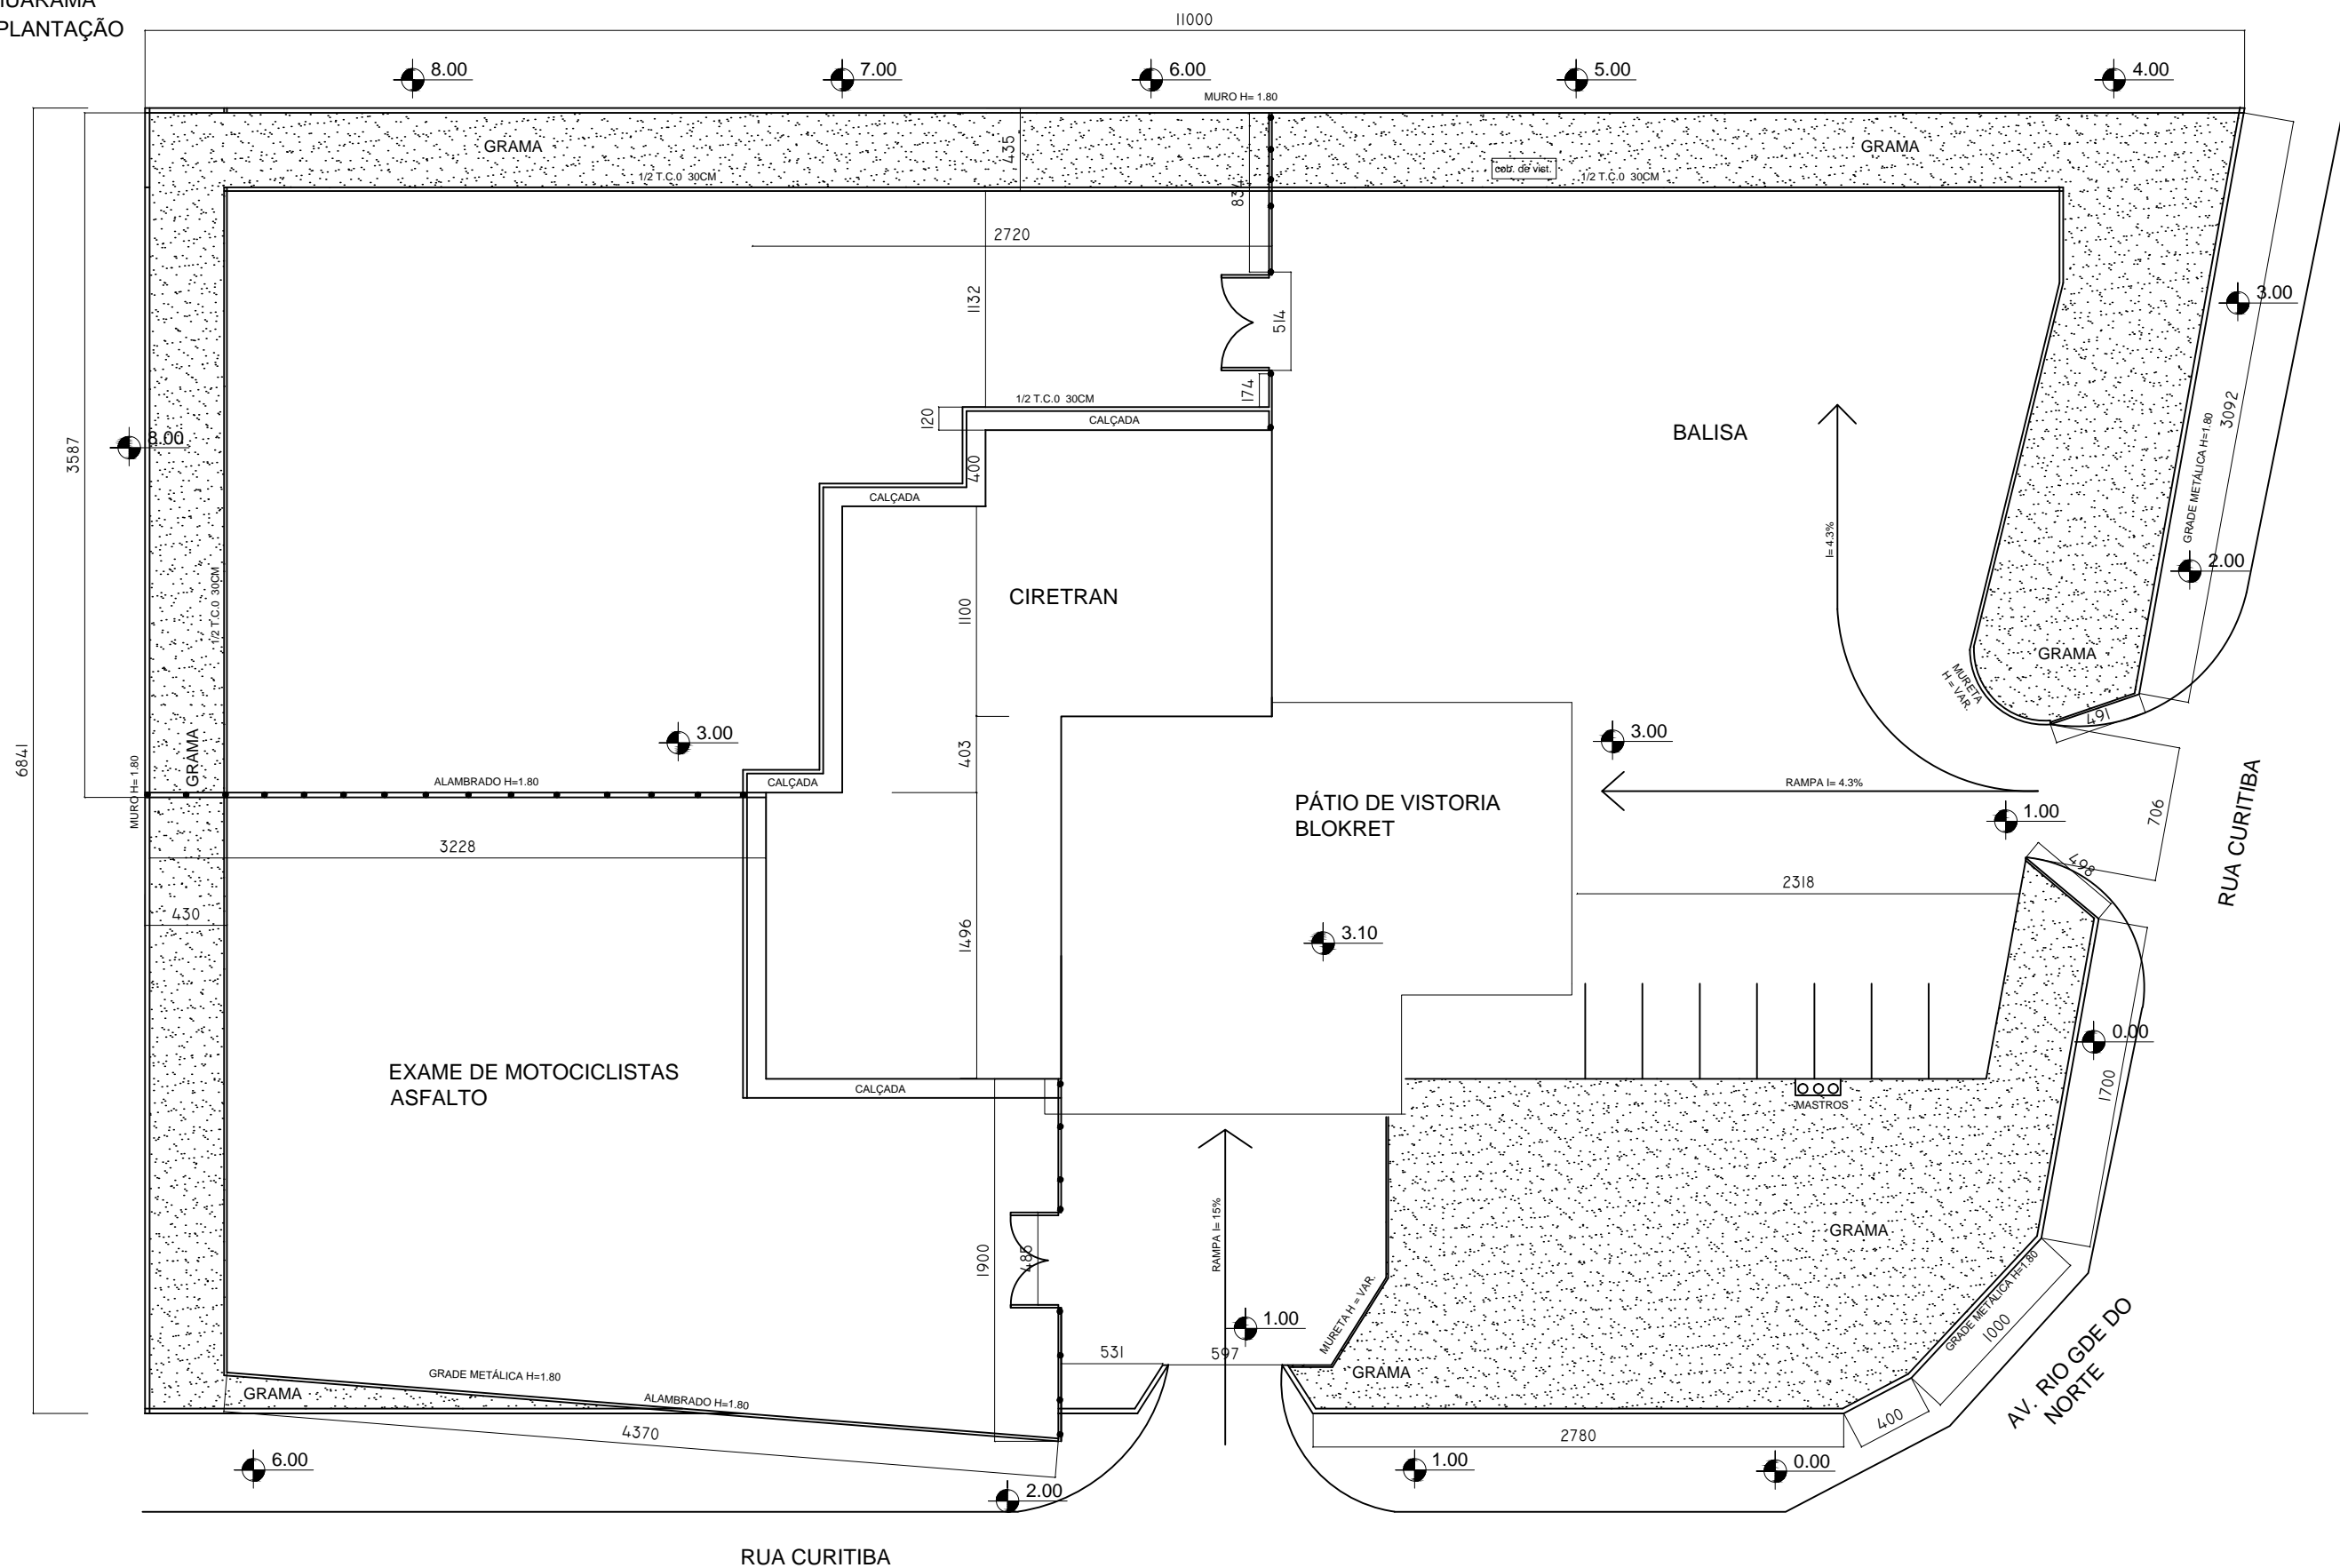 UARAMA
PLANTAÇÃO
11000
8.00
7.00
6.00
5.00
4.00
MURO H= 1.80
GRAMA
435
834
cob. de vist.
GRAMA
1/2 T.C.0 30CM
1/2 T.C.0 30CM
2720
1132
514
3.00
174
1/2 T.C.0 30CM
120
CALÇADA
BALISA
3092
GRADE METÁLICA H=1.80
8.00
3587
400
CALÇADA
I= 4.3%
2.00
1/2 T.C.0 30CM
1100
CIRETRAN
GRAMA
MURETA
H = VAR.
491
6841
GRAMA
MURO H= 1.80
3.00
403
3.00
ALAMBRADO H=1.80
CALÇADA
RAMPA I= 4.3%
PÁTIO DE VISTORIA
BLOKRET
1.00
706
RUA CURITIBA
3228
498
2318
430
1496
3.10
0.00
EXAME DE MOTOCICLISTAS
ASFALTO
CALÇADA
MASTROS
1700
1900
485
RAMPA I= 15%
GRAMA
MURETA H = VAR.
1.00
GRADE METÁLICA H=1.80
1000
531
597
GRAMA
GRADE METÁLICA H=1.80
GRAMA
ALAMBRADO H=1.80
4370
2780
400
AV. RIO GDE DO
NORTE
6.00
1.00
0.00
2.00
RUA CURITIBA